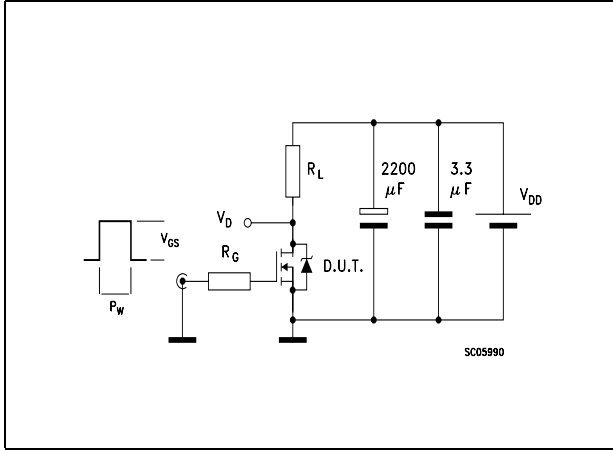 R_L
2200
μF
3.3
μF
V_DD
V_D
V_GS
R_G
D.U.T.
P_W
SC05990